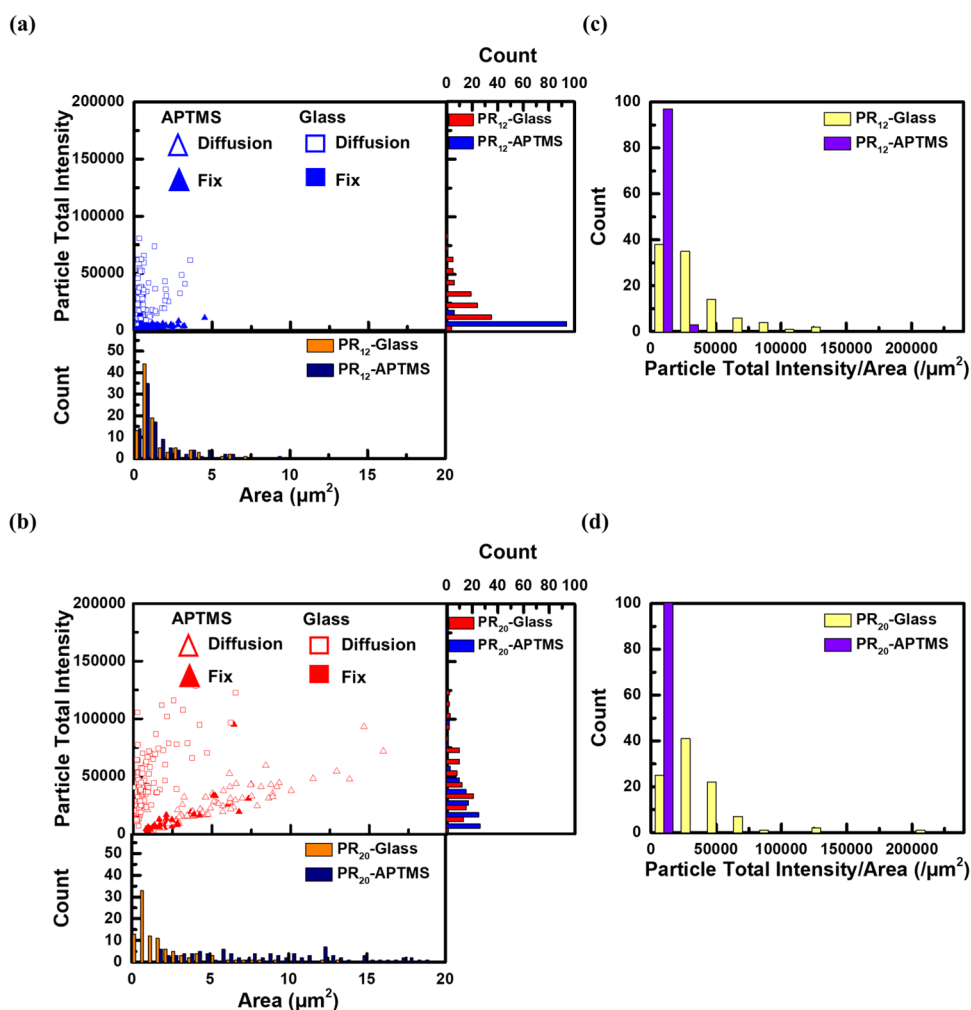 (a)
Count
0 20 40 60 80 100
200000
150000
100000
50000
0
Particle Total Intensity
APTMS Glass
Diffusion Diffusion
Fix Fix
PR12-Glass
PR12-APTMS
50
40
30
20
10
0
Count
PR12-Glass
PR12-APTMS
0 5 10 15 20
Area (µm²)
(c)
100
80
60
40
20
0
Count
PR12-Glass
PR12-APTMS
0 50000 100000 150000 200000
Particle Total Intensity/Area (/µm²)
(b)
Count
0 20 40 60 80 100
200000
150000
100000
50000
0
Particle Total Intensity
APTMS Glass
Diffusion Diffusion
Fix Fix
PR20-Glass
PR20-APTMS
50
40
30
20
10
0
Count
PR20-Glass
PR20-APTMS
0 5 10 15 20
Area (µm²)
(d)
100
80
60
40
20
0
Count
PR20-Glass
PR20-APTMS
0 50000 100000 150000 200000
Particle Total Intensity/Area (/µm²)